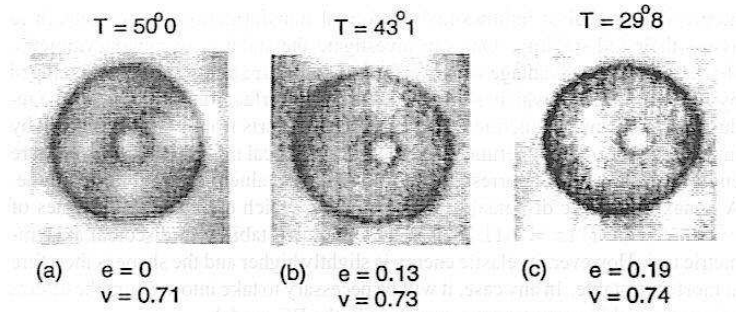 T = 50°0
T = 43°1
T = 29°8
(a) e = 0
v = 0.71
(b) e = 0.13
v = 0.73
(c) e = 0.19
v = 0.74